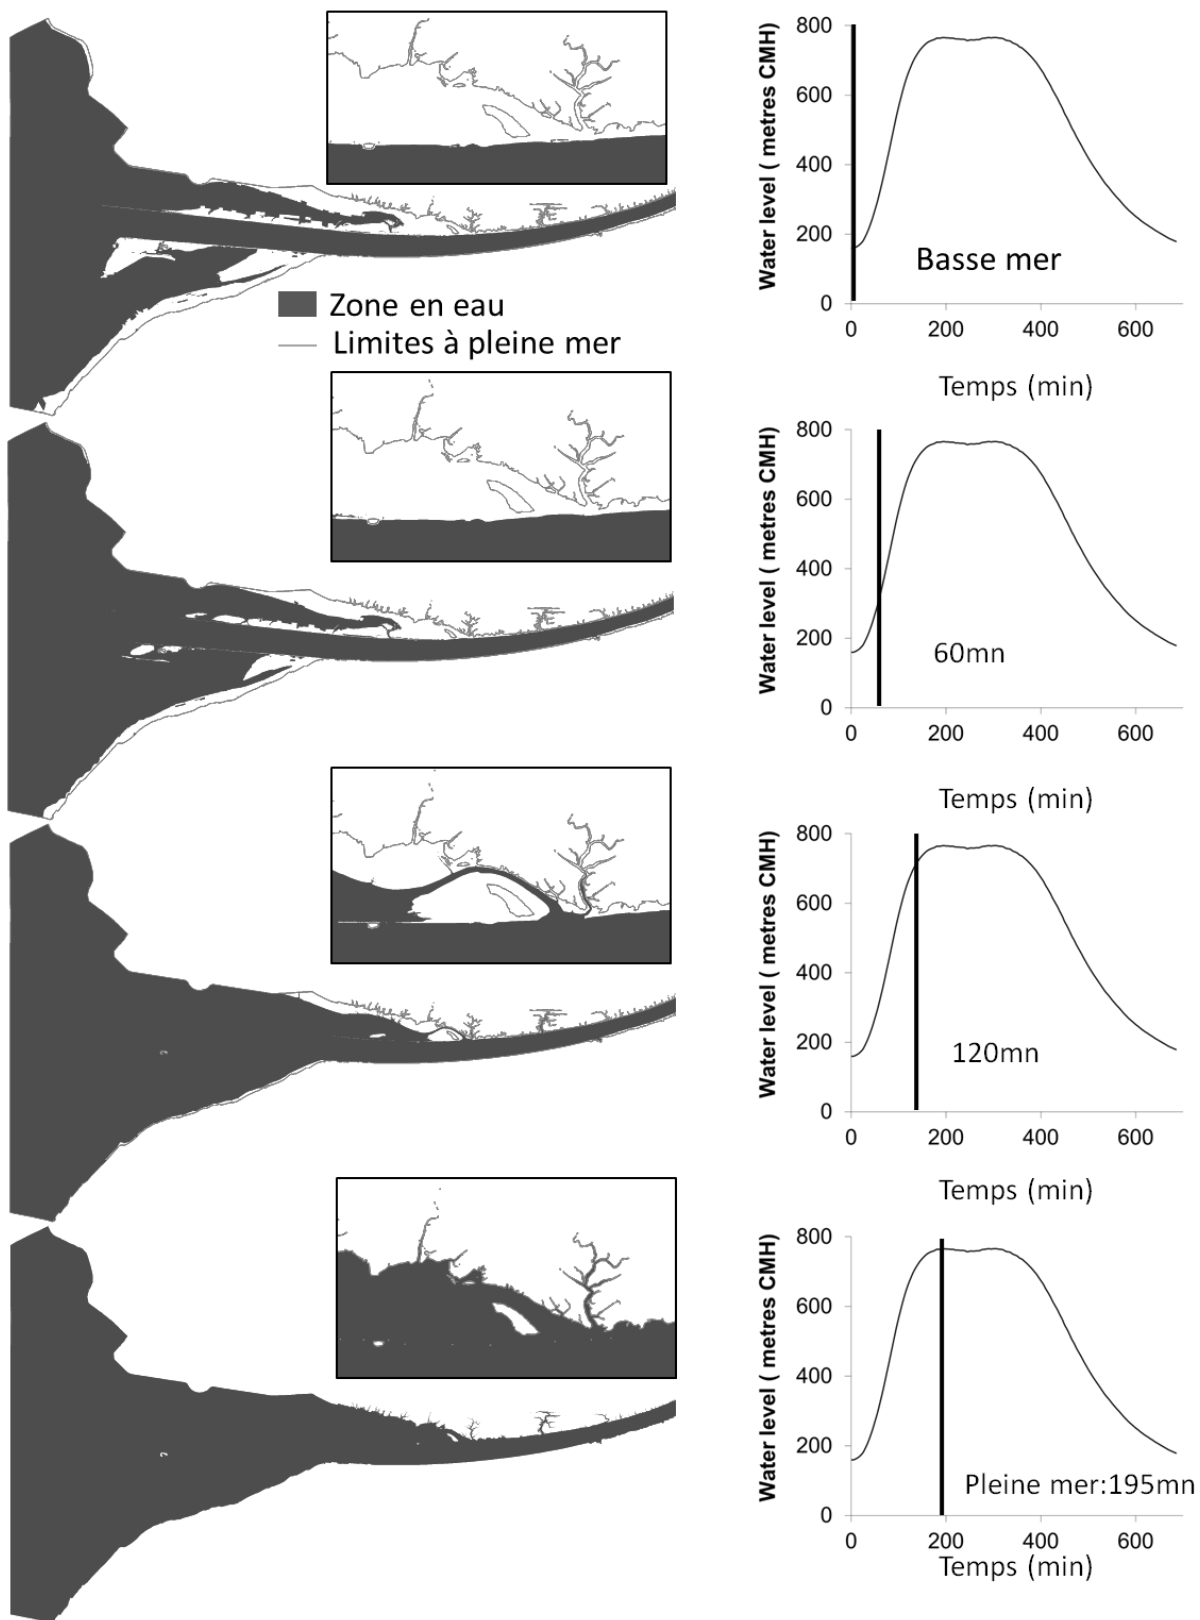 800
600
400
200
0
0 200 400 600
Water level ( metres CMH)
Basse mer
Temps (min)
Zone en eau
Limites à pleine mer
800
600
400
200
0
0 200 400 600
Water level ( metres CMH)
60mn
Temps (min)
800
600
400
200
0
0 200 400 600
Water level ( metres CMH)
120mn
Temps (min)
800
600
400
200
0
0 200 400 600
Water level ( metres CMH)
Pleine mer:195mn
Temps (min)